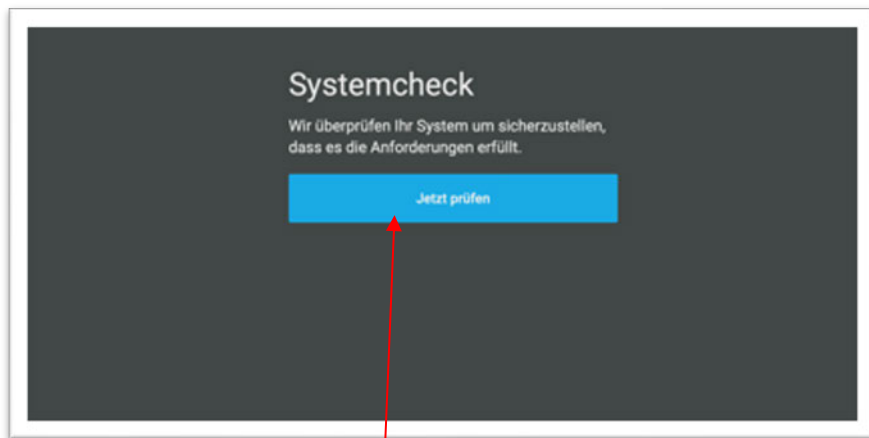 Systemcheck
Wir überprüfen Ihr System um sicherzustellen,
dass es die Anforderungen erfüllt.
Jetzt prüfen